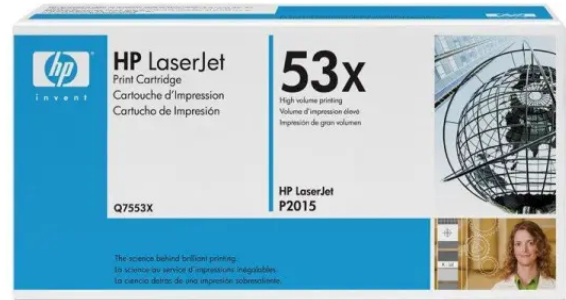 hp
invent
HP LaserJet
Print Cartridge
Cartouche d'Impression
Cartucho de Impresión
Q7553X
53x
High volume printing
Volume d'impression élevé
Impresión de gran volumen
HP LaserJet
P2015
The science behind brilliant printing.
La science au service d'impressions inégalables.
La ciencia detras de una impresión sobresaliente.